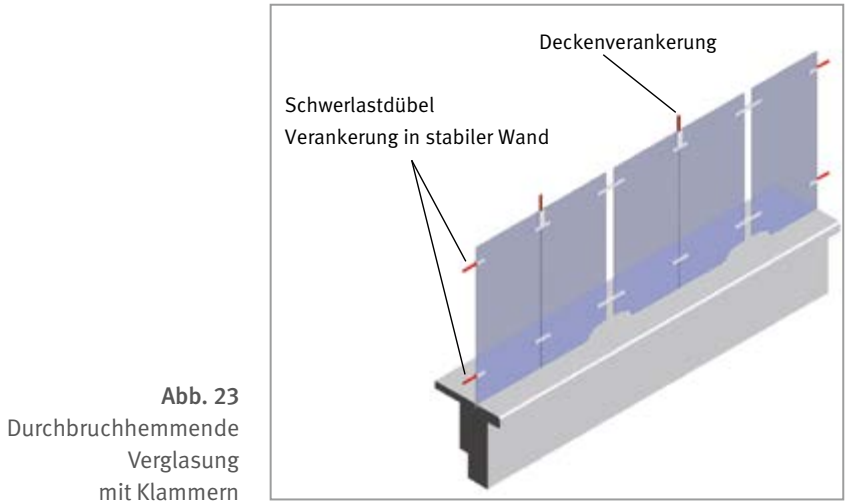 Deckenverankerung
Schwerlastdübel
Verankerung in stabiler Wand
Abb. 23
Durchbruchhemmende
Verglasung
mit Klammern